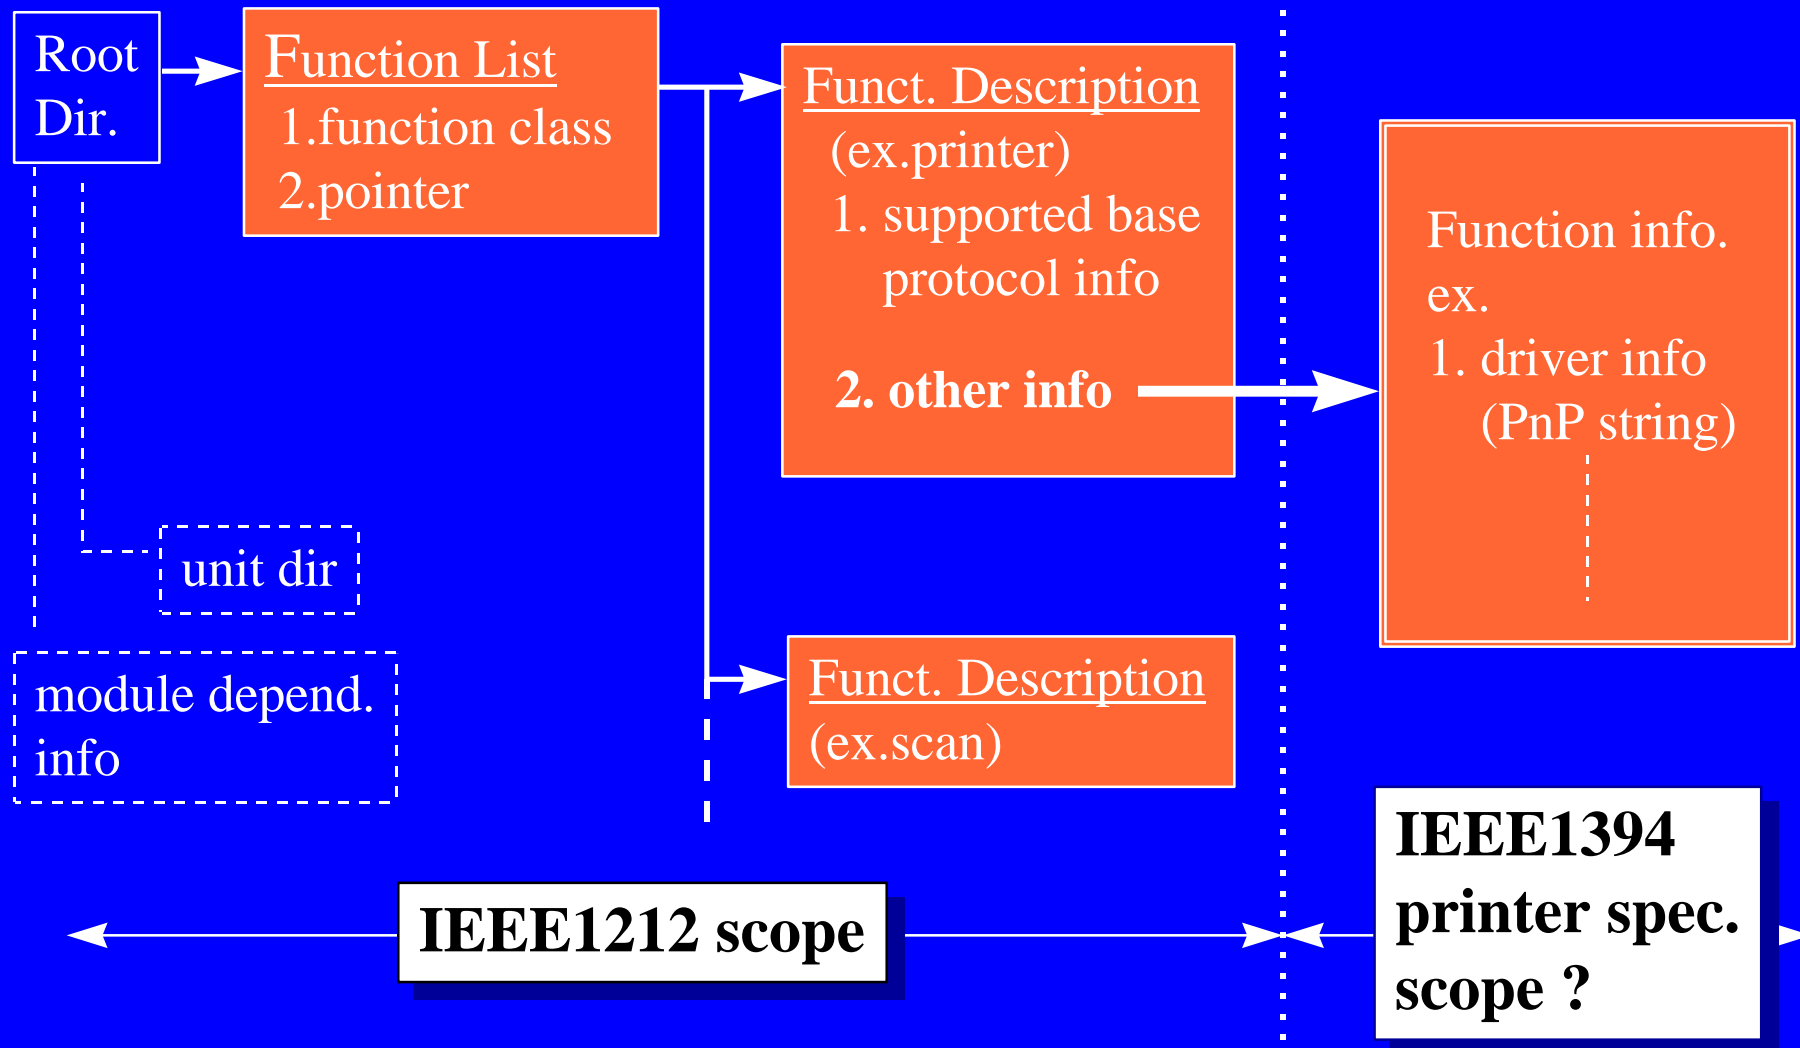 Root
Dir.
Function List
1.function class
2.pointer
Funct. Description
(ex.printer)
1. supported base
protocol info
2. other info
Function info.
ex.
1. driver info
(PnP string)
unit dir
module depend.
info
Funct. Description
(ex.scan)
IEEE1212 scope
IEEE1394
printer spec.
scope ?